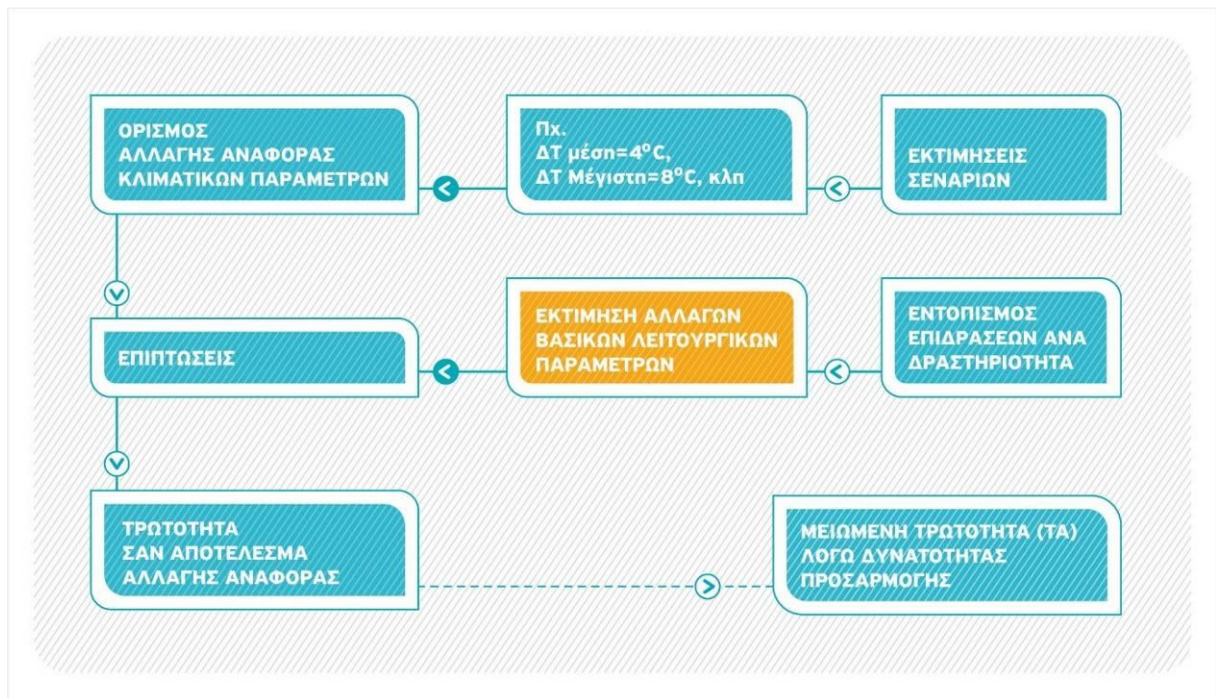 ΟΡΙΣΜΟΣ
ΑΛΛΑΓΗΣ ΑΝΑΦΟΡΑΣ
ΚΛΙΜΑΤΙΚΩΝ ΠΑΡΑΜΕΤΡΩΝ
Πχ.
ΔΤ μέση=4°C,
ΔΤ Μέγιστη=8°C, κλπ
ΕΚΤΙΜΗΣΕΙΣ
ΣΕΝΑΡΙΩΝ
ΕΠΙΠΤΩΣΕΙΣ
ΕΚΤΙΜΗΣΗ ΑΛΛΑΓΩΝ
ΒΑΣΙΚΩΝ ΛΕΙΤΟΥΡΓΙΚΩΝ
ΠΑΡΑΜΕΤΡΩΝ
ΕΝΤΟΠΙΣΜΟΣ
ΕΠΙΔΡΑΣΕΩΝ ΑΝΑ
ΔΡΑΣΤΗΡΙΟΤΗΤΑ
ΤΡΩΤΟΤΗΤΑ
ΣΑΝ ΑΠΟΤΕΛΕΣΜΑ
ΑΛΛΑΓΗΣ ΑΝΑΦΟΡΑΣ
ΜΕΙΩΜΕΝΗ ΤΡΩΤΟΤΗΤΑ (ΤΑ)
ΛΟΓΩ ΔΥΝΑΤΟΤΗΤΑΣ
ΠΡΟΣΑΡΜΟΓΗΣ